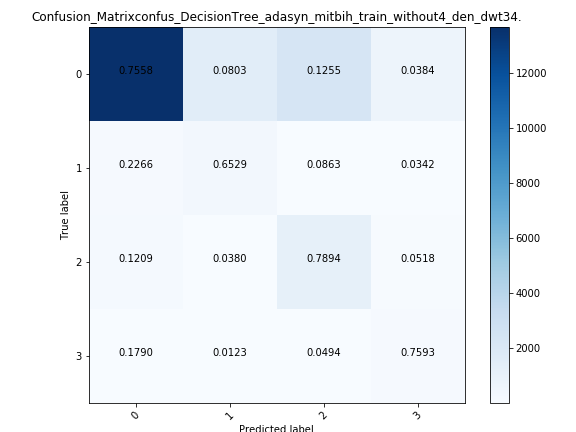 Confusion_Matrixconfus_DecisionTree_adasyn_mitbih_train_without4_den_dwt34.
0 0.7558 0.0803 0.1255 0.0384
1 0.2266 0.6529 0.0863 0.0342
2 0.1209 0.0380 0.7894 0.0518
3 0.1790 0.0123 0.0494 0.7593
True label
0 1 2 3
Predicted label
12000
10000
8000
6000
4000
2000